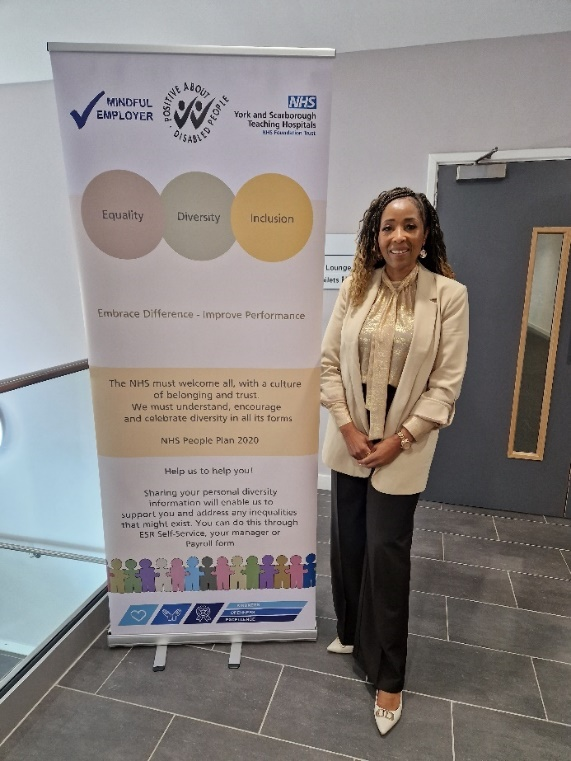 MINDFUL
EMPLOYER
POSITIVE ABOUT
DISABLED PEOPLE
NHS
York and Scarborough
Teaching Hospitals
NHS Foundation Trust
Equality
Diversity
Inclusion
Embrace Difference - Improve Performance
The NHS must welcome all, with a culture
of belonging and trust.
We must understand, encourage
and celebrate diversity in all its forms
NHS People Plan 2020
Help us to help you!
Sharing your personal diversity
information will enable us to
support you and address any inequalities
that might exist. You can do this through
ESR Self-Service, your manager or
Payroll form
KINDNESS
OPENNESS
EXCELLENCE
Lounge